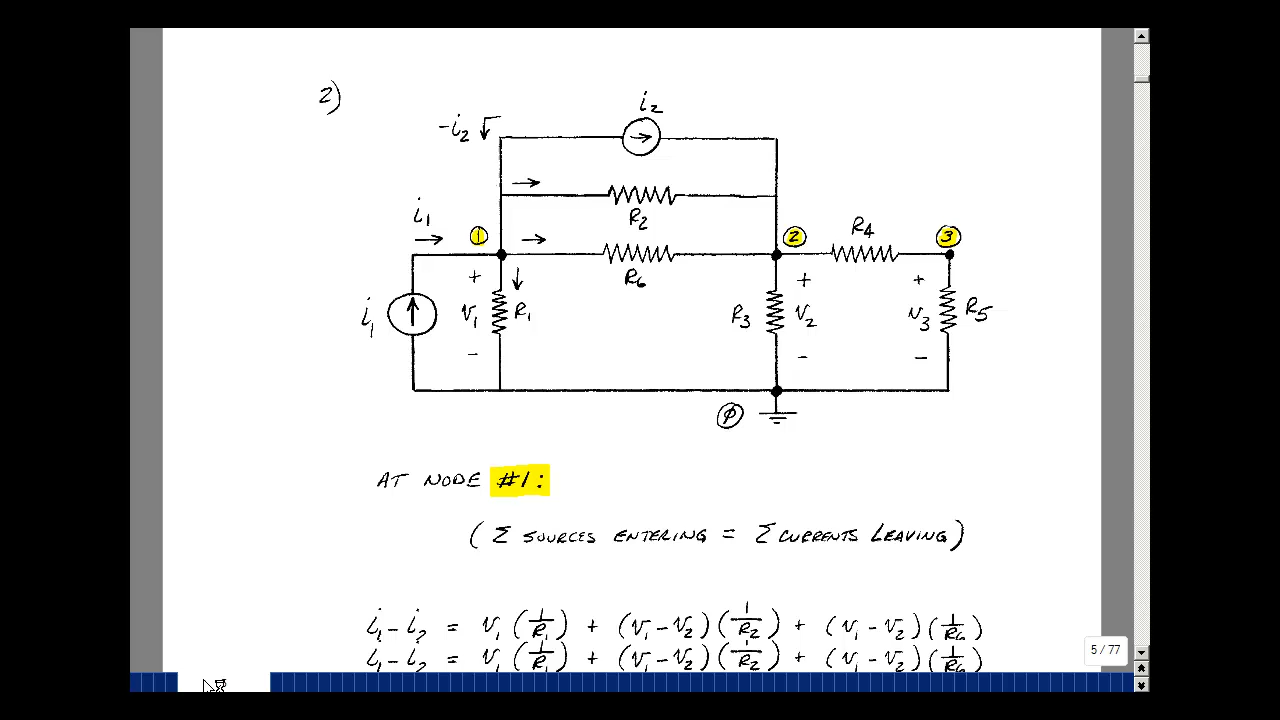 2)
i2
-i2
R2
i1
1
2
R4
3
R6
+
+
+
i1
V1
R1
R3
V2
V3
R5
-
-
-
φ
AT NODE #1:
( Σ SOURCES ENTERING = Σ CURRENTS LEAVING)
i1 - i2 = V1 (1/R1) + (V1 - V2)(1/R2) + (V1 - V2)(1/R6)
i1 - i2 = V1 (1/R1) + (V1 - V2)(1/R2) + (V1 - V2)(1/R6)
5 / 77